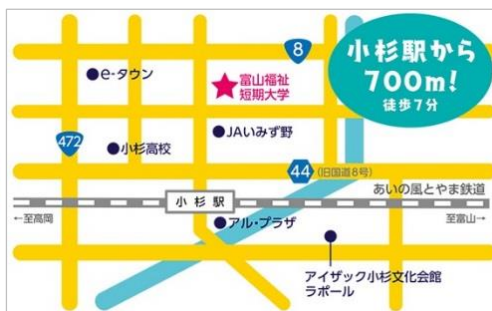 8
小杉駅から
700m!
徒歩7分
e-タウン
富山福祉
短期大学
JAいみず野
472
小杉高校
44
(旧国道8号)
あいの風とやま鉄道
小杉駅
←至高岡
至富山→
アル・プラザ
アイザック小杉文化会館
ラポール